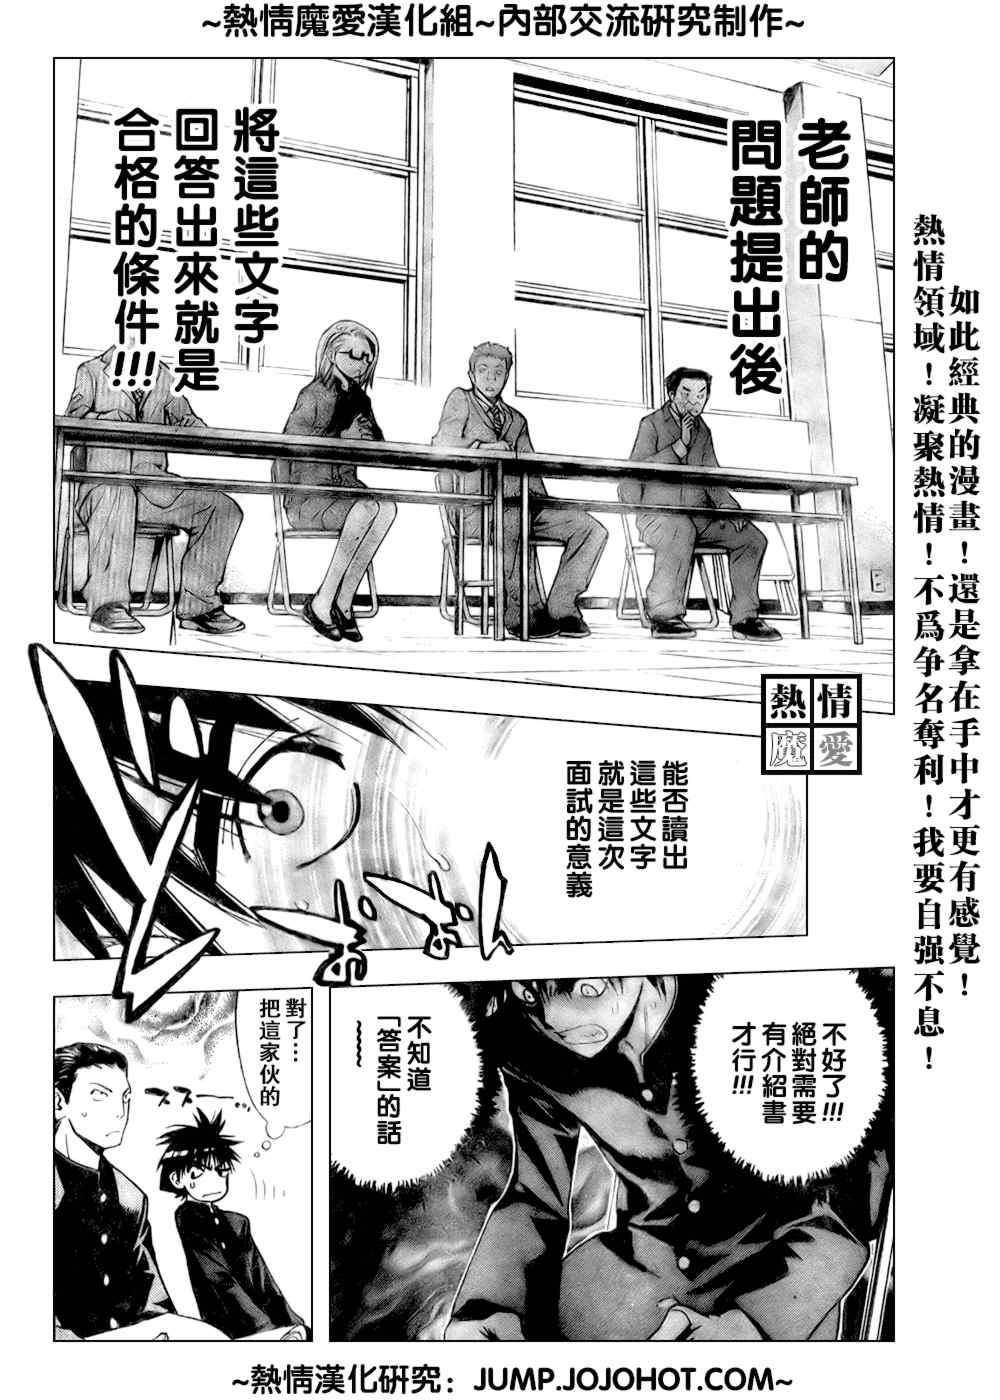 ~熱情魔愛漢化組~內部交流研究制作~
老師的
問題提出後
將這些文字
回答出來就是
合格的條件!!!
如此經典的漫畫！還是拿在手中才更有感覺！
熱情領域！凝聚熱情！不爲争名奪利！我要自强不息！
熱情
魔愛
能否讀出
這些文字
就是這次
面試的意義
不好了!!!
絕對需要
有介紹書
才行!!!
不知道
「答案」的話
~~~~
對了…
把這家伙的
ズズー
~熱情漢化研究：JUMP.JOJOHOT.COM~